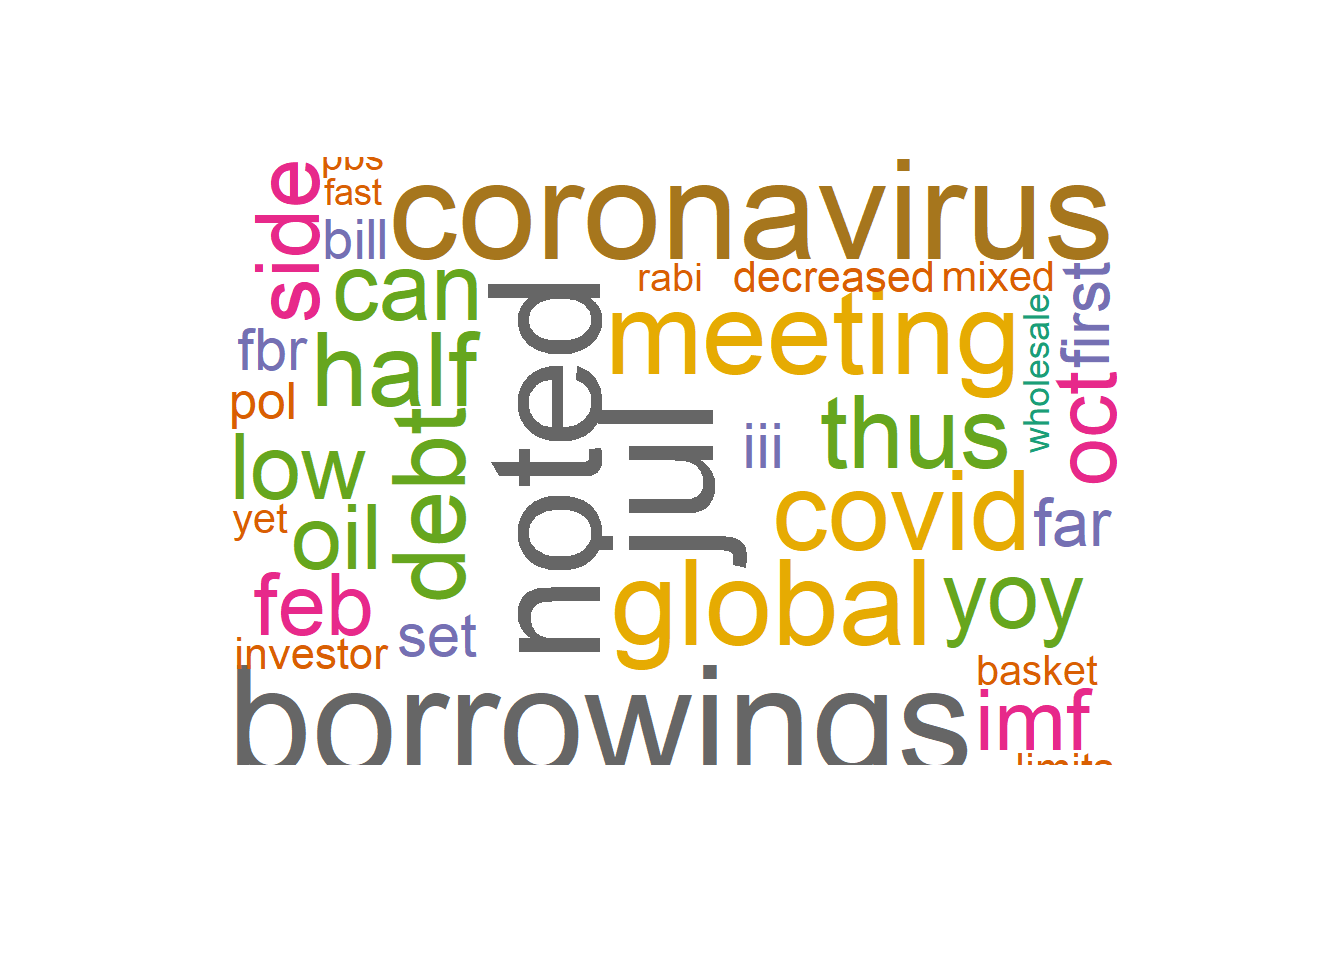 pbs
fast
side
bill
coronavirus
can
rabi
decreased
mixed
first
noted
meeting
wholesale
fbr
half
pol
jul
oct
debt
iii
thus
low
covid
yet
oil
far
feb
global
yoy
set
investor
basket
borrowings
imf
limits